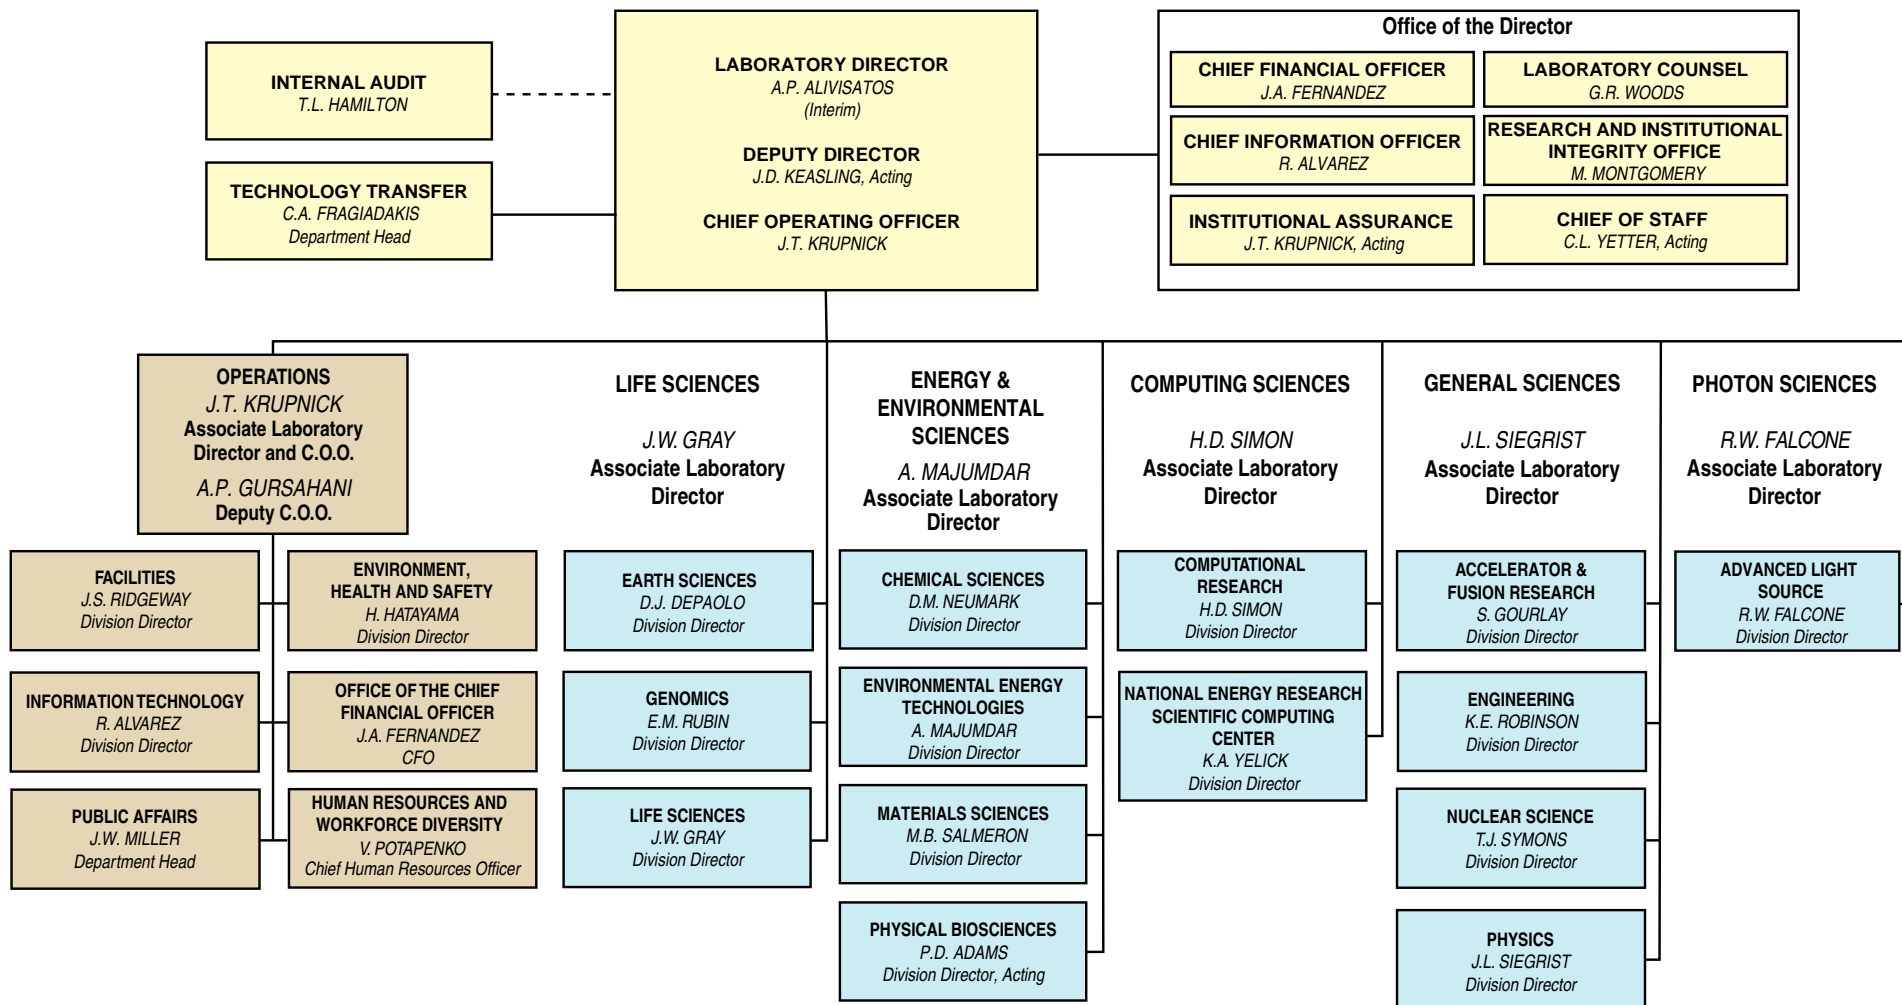 INTERNAL AUDIT
T.L. HAMILTON
TECHNOLOGY TRANSFER
C.A. FRAGIADAKIS
Department Head
LABORATORY DIRECTOR
A.P. ALIVISATOS
(Interim)
DEPUTY DIRECTOR
J.D. KEASLING, Acting
CHIEF OPERATING OFFICER
J.T. KRUPNICK
Office of the Director
CHIEF FINANCIAL OFFICER
J.A. FERNANDEZ
LABORATORY COUNSEL
G.R. WOODS
CHIEF INFORMATION OFFICER
R. ALVAREZ
RESEARCH AND INSTITUTIONAL
INTEGRITY OFFICE
M. MONTGOMERY
INSTITUTIONAL ASSURANCE
J.T. KRUPNICK, Acting
CHIEF OF STAFF
C.L. YETTER, Acting
OPERATIONS
J.T. KRUPNICK
Associate Laboratory
Director and C.O.O.
A.P. GURSAHANI
Deputy C.O.O.
FACILITIES
J.S. RIDGEWAY
Division Director
ENVIRONMENT,
HEALTH AND SAFETY
H. HATAYAMA
Division Director
INFORMATION TECHNOLOGY
R. ALVAREZ
Division Director
OFFICE OF THE CHIEF
FINANCIAL OFFICER
J.A. FERNANDEZ
CFO
PUBLIC AFFAIRS
J.W. MILLER
Department Head
HUMAN RESOURCES AND
WORKFORCE DIVERSITY
V. POTAPENKO
Chief Human Resources Officer
LIFE SCIENCES
J.W. GRAY
Associate Laboratory
Director
EARTH SCIENCES
D.J. DEPAOLO
Division Director
GENOMICS
E.M. RUBIN
Division Director
LIFE SCIENCES
J.W. GRAY
Division Director
ENERGY &
ENVIRONMENTAL
SCIENCES
A. MAJUMDAR
Associate Laboratory
Director
CHEMICAL SCIENCES
D.M. NEUMARK
Division Director
ENVIRONMENTAL ENERGY
TECHNOLOGIES
A. MAJUMDAR
Division Director
MATERIALS SCIENCES
M.B. SALMERON
Division Director
PHYSICAL BIOSCIENCES
P.D. ADAMS
Division Director, Acting
COMPUTING SCIENCES
H.D. SIMON
Associate Laboratory
Director
COMPUTATIONAL
RESEARCH
H.D. SIMON
Division Director
NATIONAL ENERGY RESEARCH
SCIENTIFIC COMPUTING
CENTER
K.A. YELICK
Division Director
GENERAL SCIENCES
J.L. SIEGRIST
Associate Laboratory
Director
ACCELERATOR &
FUSION RESEARCH
S. GOURLAY
Division Director
ENGINEERING
K.E. ROBINSON
Division Director
NUCLEAR SCIENCE
T.J. SYMONS
Division Director
PHYSICS
J.L. SIEGRIST
Division Director
PHOTON SCIENCES
R.W. FALCONE
Associate Laboratory
Director
ADVANCED LIGHT
SOURCE
R.W. FALCONE
Division Director